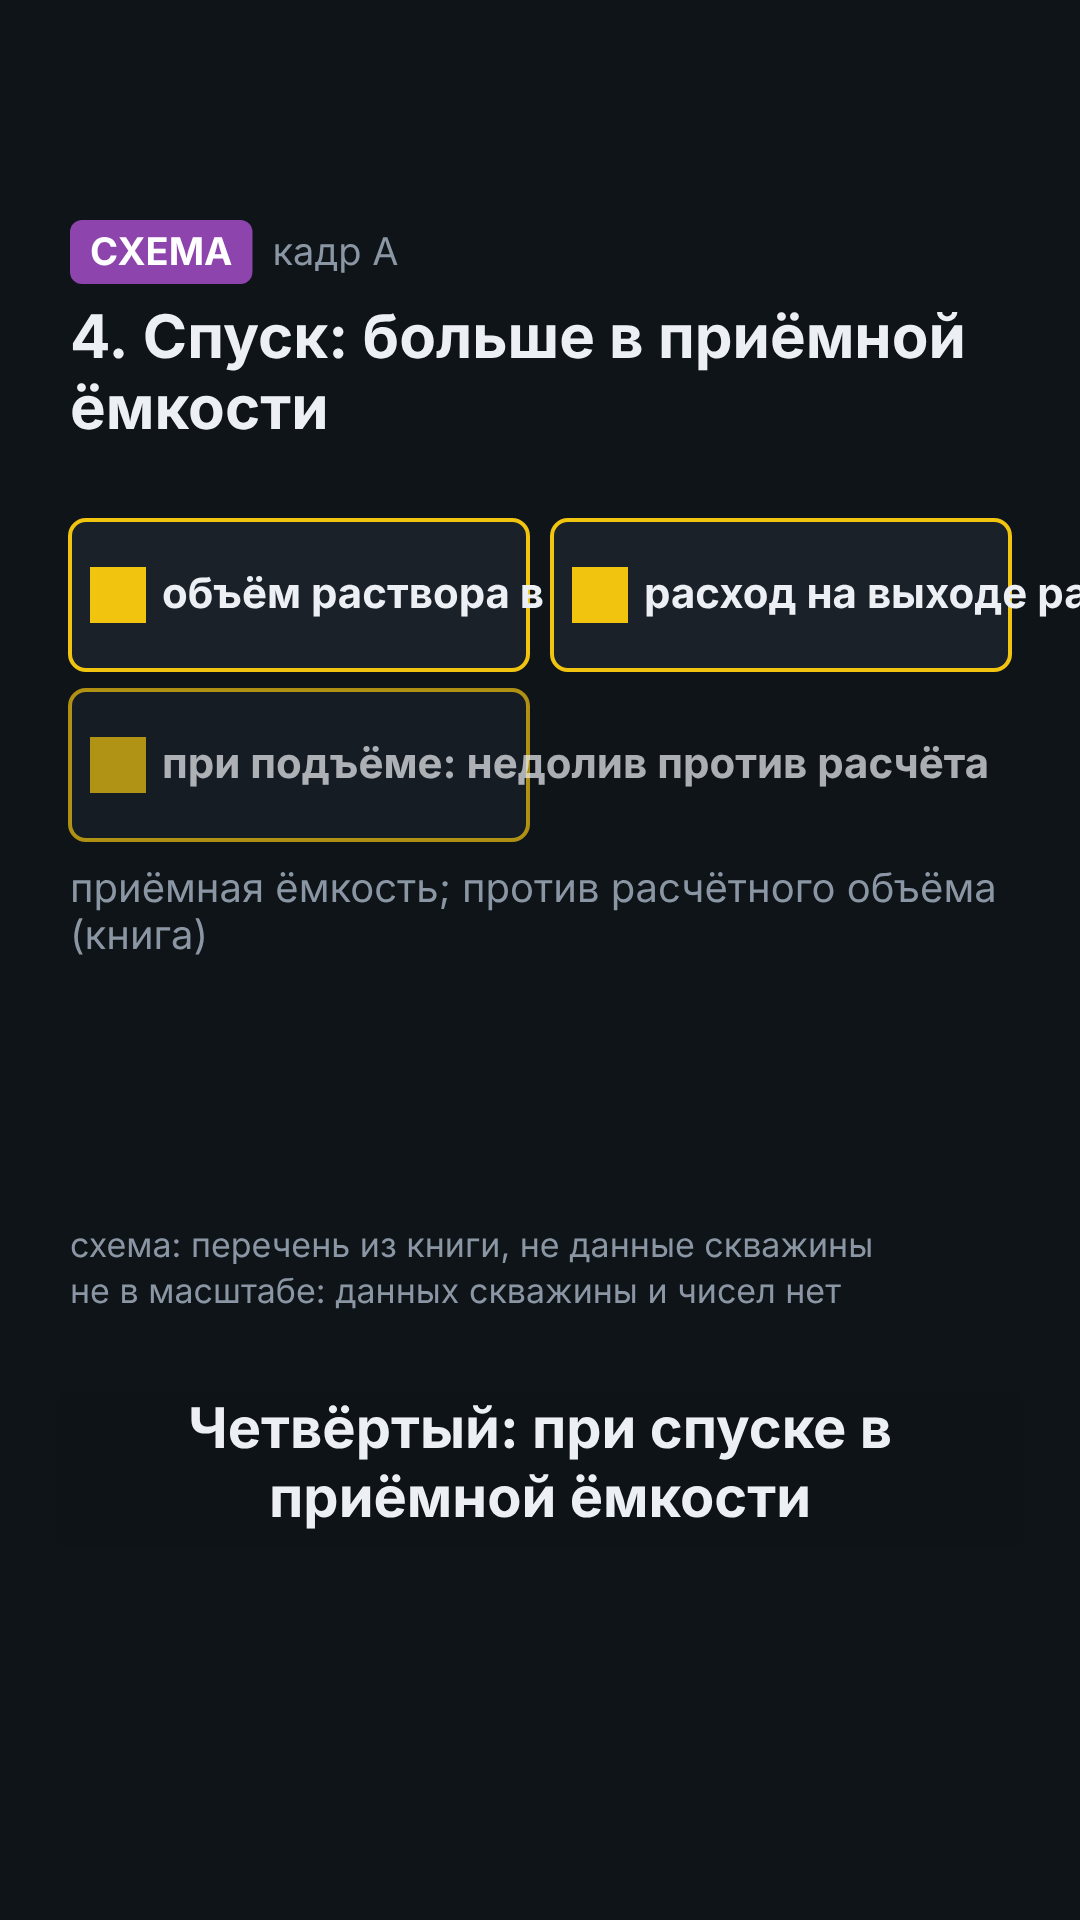 СХЕМА кадр А
4. Спуск: больше в приёмной
ёмкости
объём раствора в
расход на выходе
при подъёме: недолив против расчёта
приёмная ёмкость; против расчётного объёма
(книга)
схема: перечень из книги, не данные скважины
не в масштабе: данных скважины и чисел нет
Четвёртый: при спуске в
приёмной ёмкости